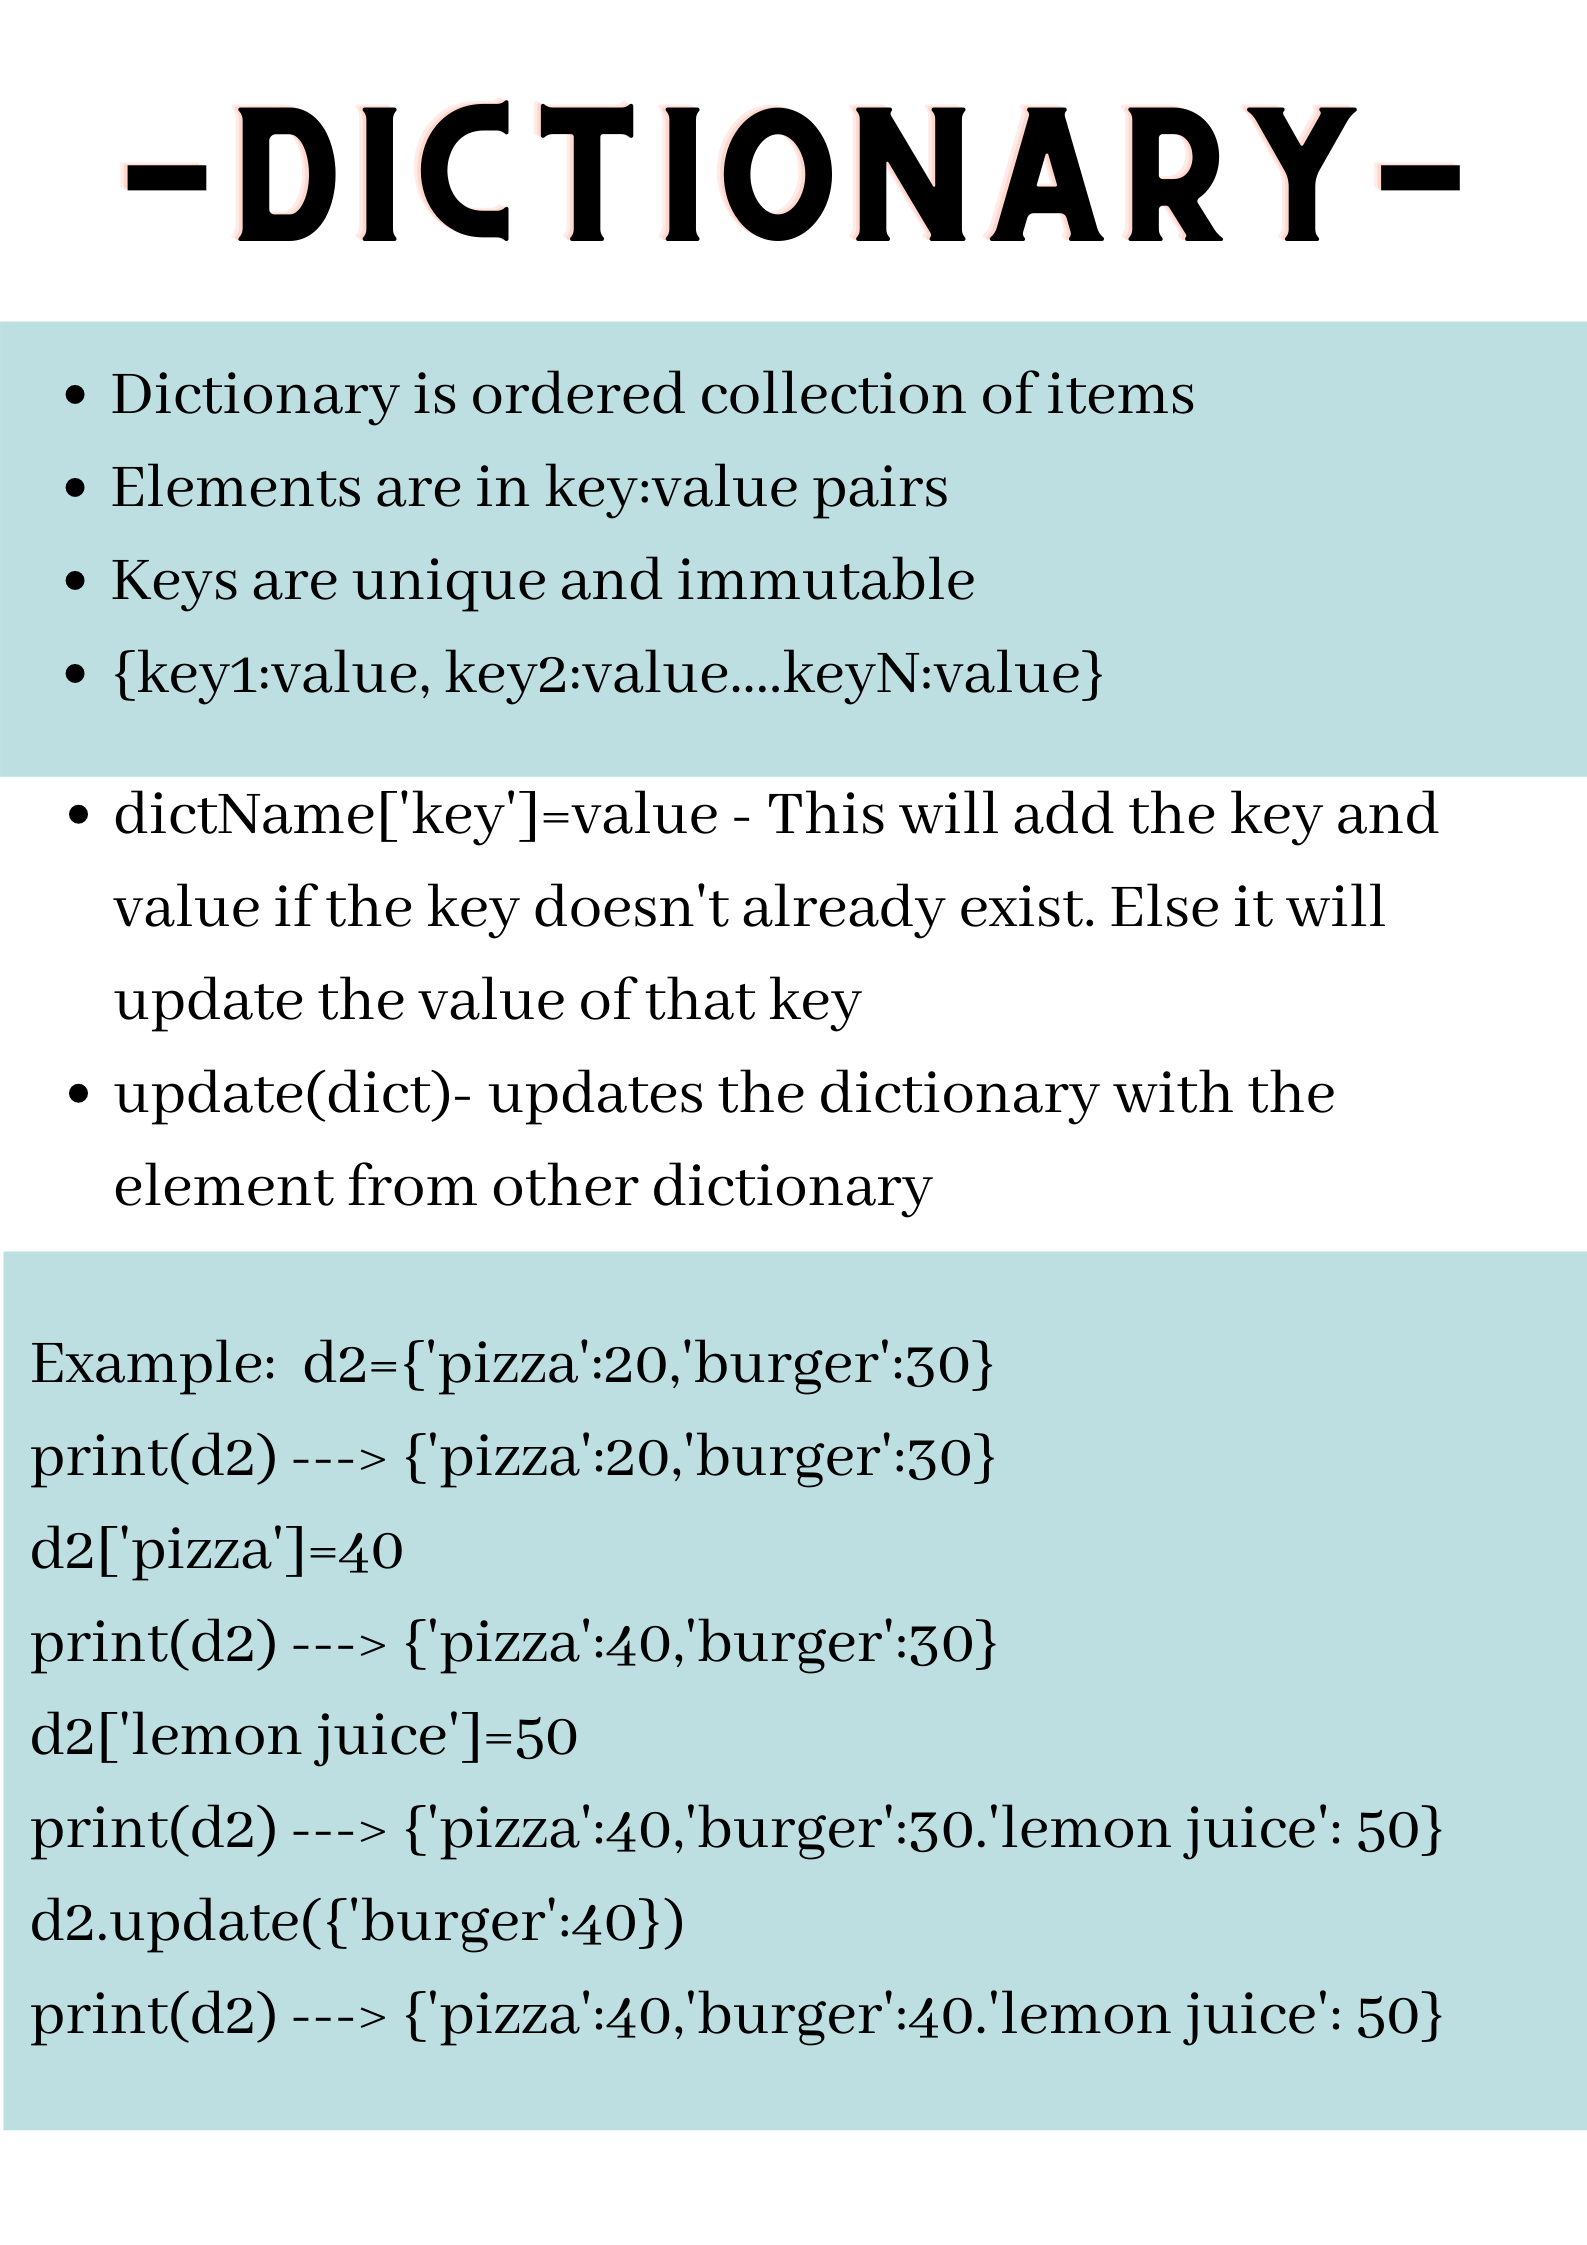 -DICTIONARY-
• Dictionary is ordered collection of items
• Elements are in key:value pairs
• Keys are unique and immutable
• {key1:value, key2:value....keyN:value}
• dictName['key']=value - This will add the key and
value if the key doesn't already exist. Else it will
update the value of that key
• update(dict)- updates the dictionary with the
element from other dictionary
Example:  d2={'pizza':20,'burger':30}
print(d2) ---> {'pizza':20,'burger':30}
d2['pizza']=40
print(d2) ---> {'pizza':40,'burger':30}
d2['lemon juice']=50
print(d2) ---> {'pizza':40,'burger':30.'lemon juice': 50}
d2.update({'burger':40})
print(d2) ---> {'pizza':40,'burger':40.'lemon juice': 50}